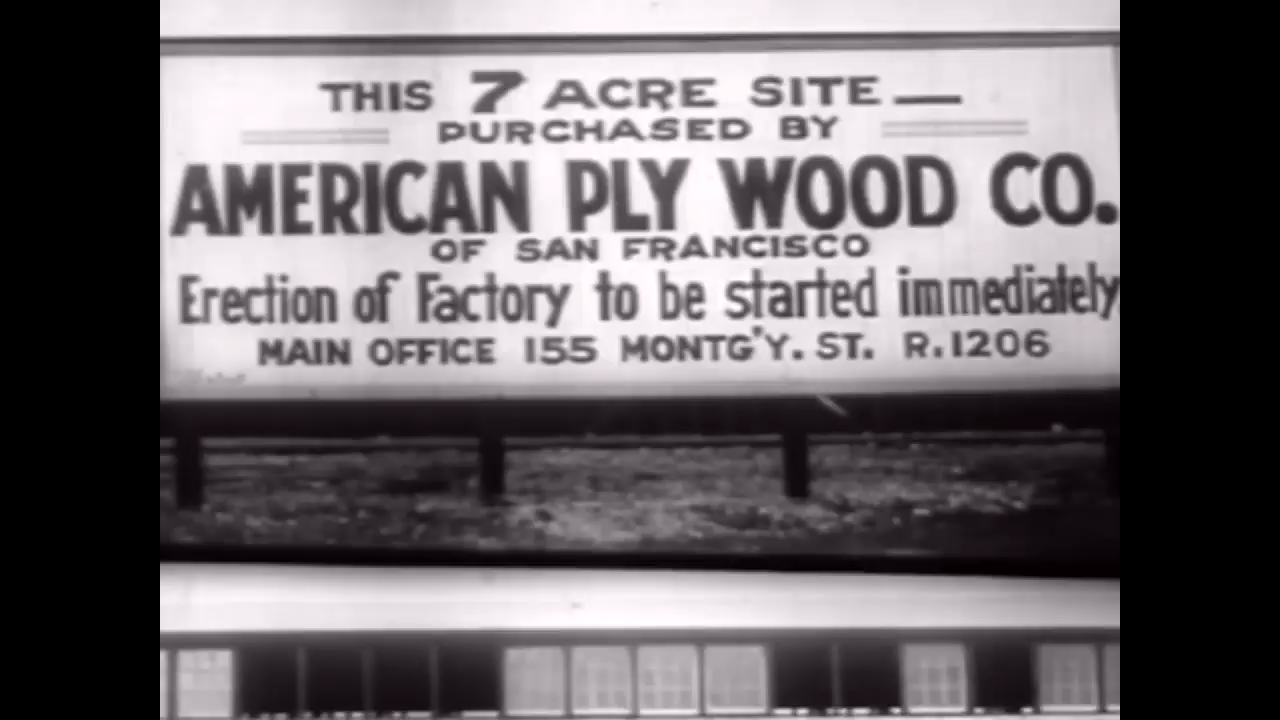 THIS 7 ACRE SITE —
PURCHASED BY
AMERICAN PLY WOOD CO.
OF SAN FRANCISCO
Erection of Factory to be started immediately
MAIN OFFICE 155 MONTG'Y. ST. R.1206